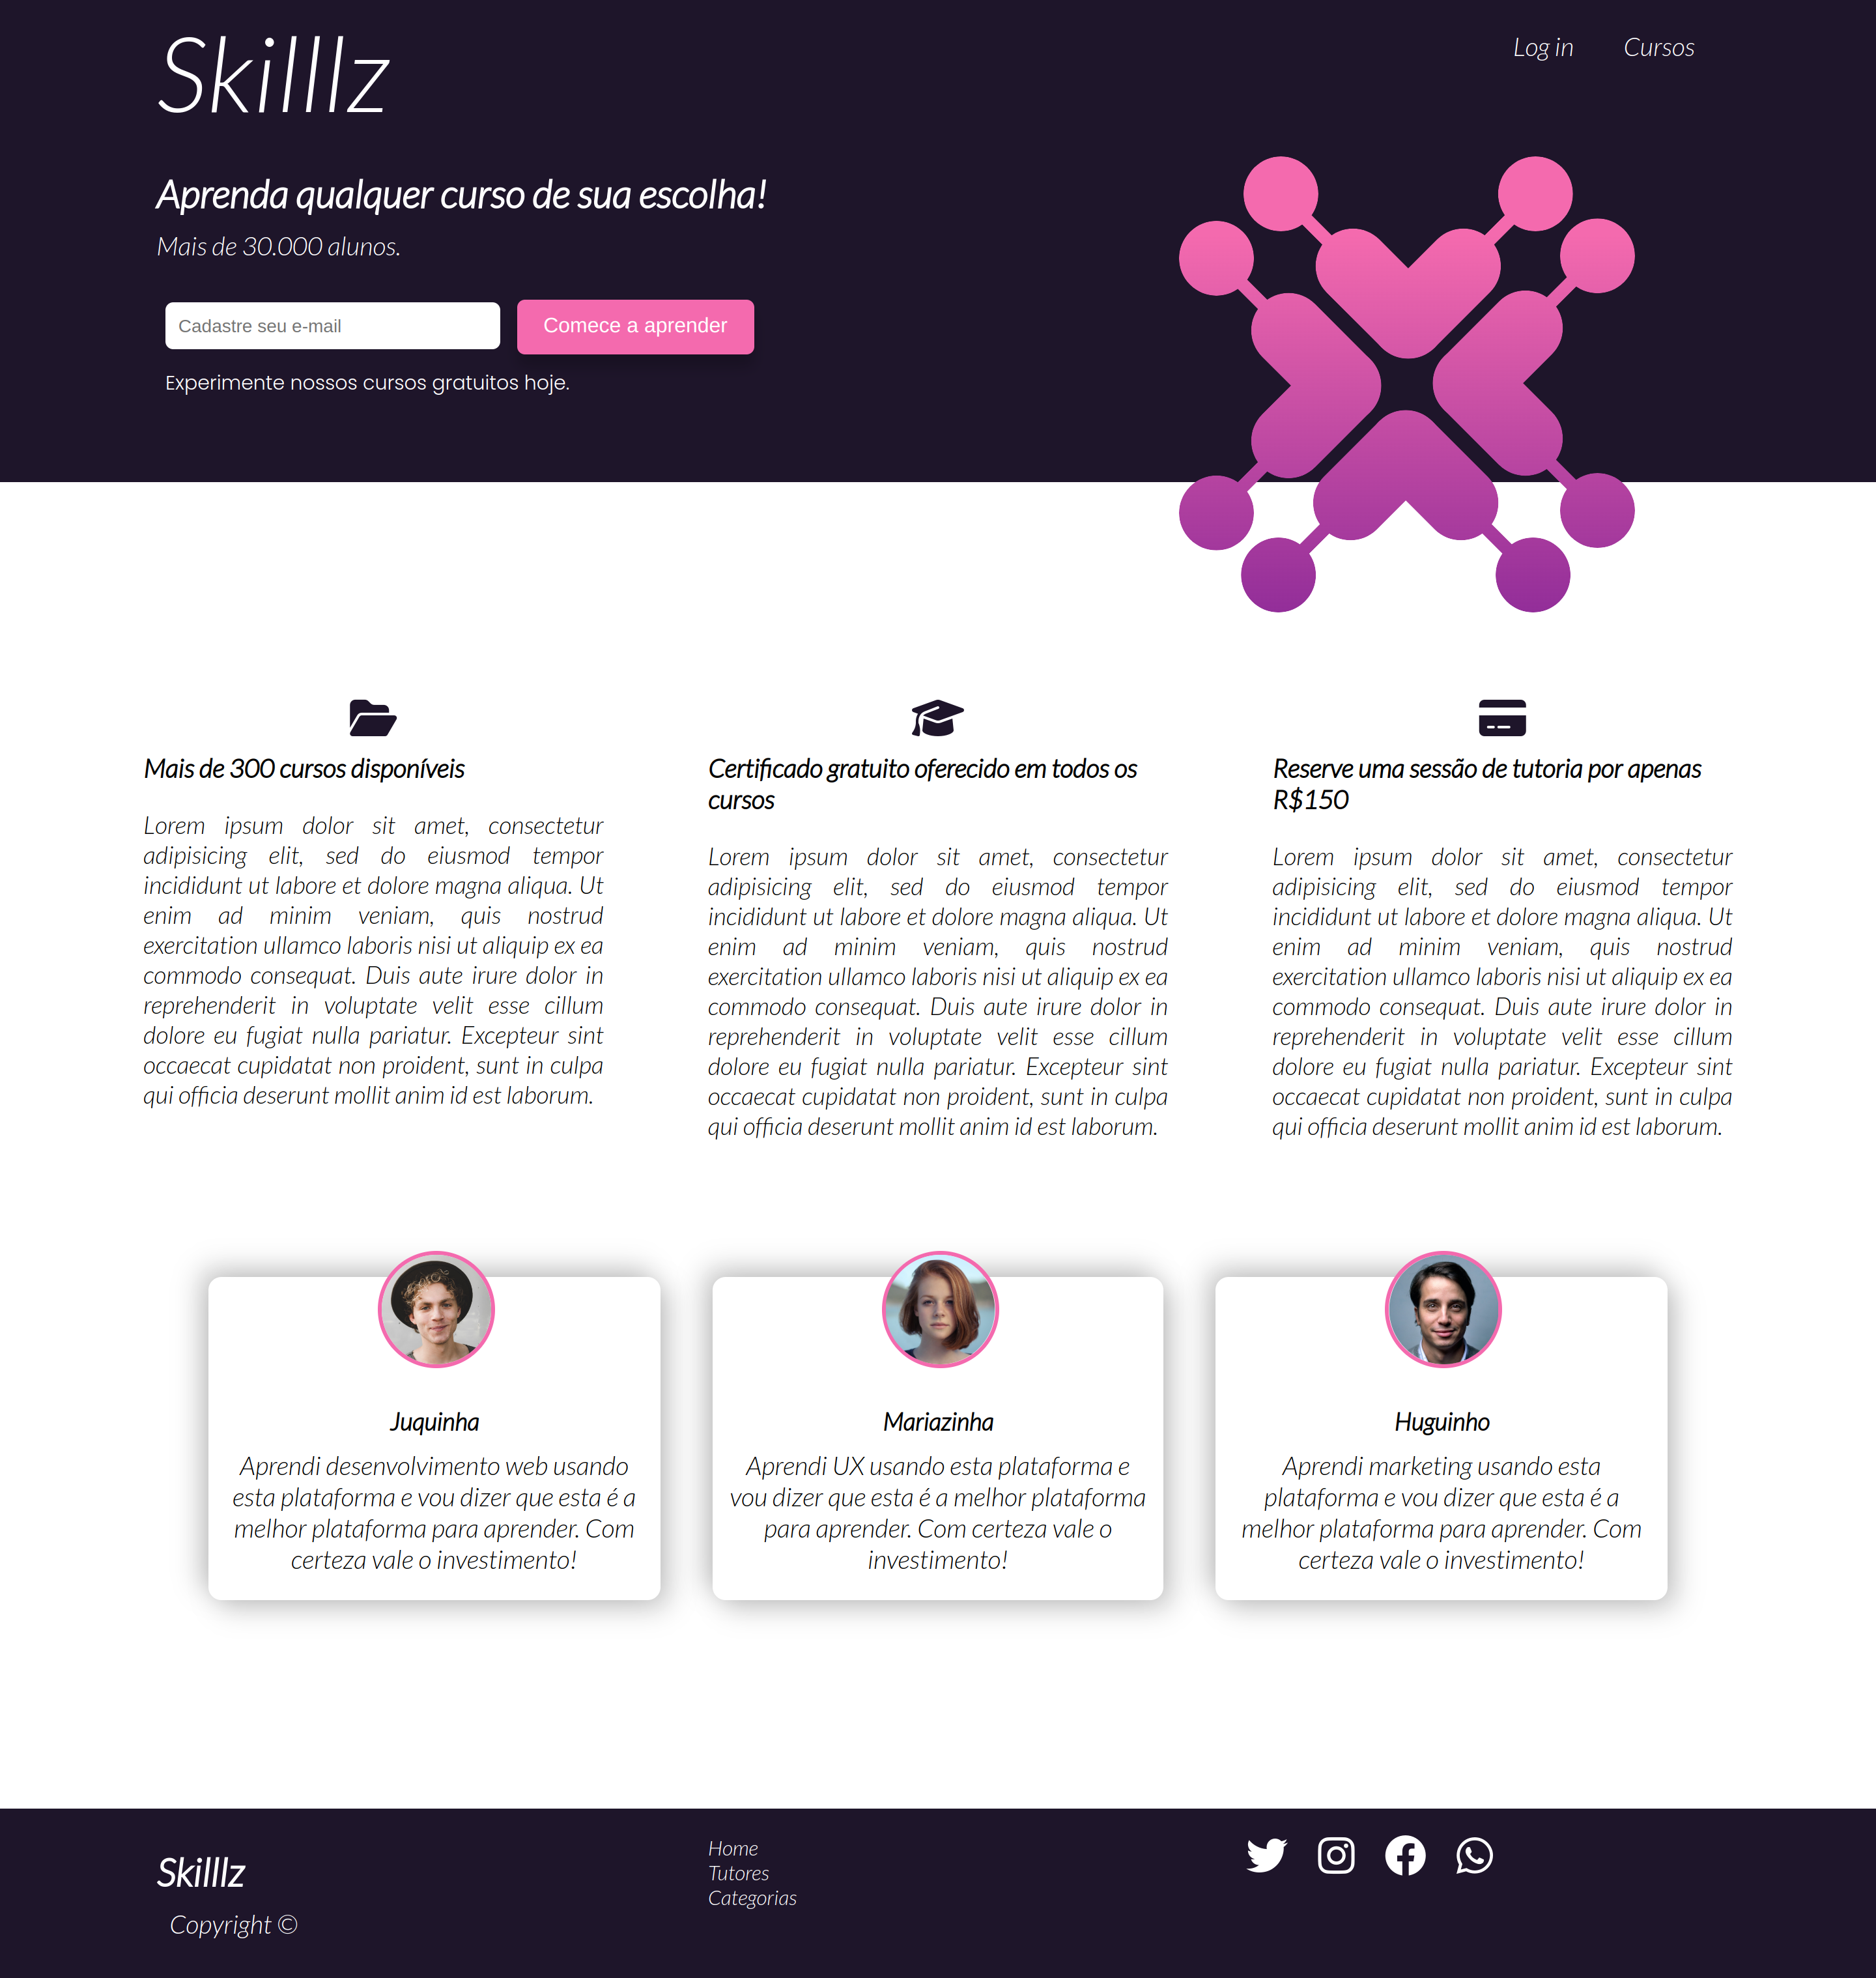 Skilllz
Log in
Cursos
Aprenda qualquer curso de sua escolha!
Mais de 30.000 alunos.
Cadastre seu e-mail
Comece a aprender
Experimente nossos cursos gratuitos hoje.
Mais de 300 cursos disponíveis
Lorem ipsum dolor sit amet, consectetur
adipisicing elit, sed do eiusmod tempor
incididunt ut labore et dolore magna aliqua. Ut
enim ad minim veniam, quis nostrud
exercitation ullamco laboris nisi ut aliquip ex ea
commodo consequat. Duis aute irure dolor in
reprehenderit in voluptate velit esse cillum
dolore eu fugiat nulla pariatur. Excepteur sint
occaecat cupidatat non proident, sunt in culpa
qui officia deserunt mollit anim id est laborum.
Certificado gratuito oferecido em todos os
cursos
Lorem ipsum dolor sit amet, consectetur
adipisicing elit, sed do eiusmod tempor
incididunt ut labore et dolore magna aliqua. Ut
enim ad minim veniam, quis nostrud
exercitation ullamco laboris nisi ut aliquip ex ea
commodo consequat. Duis aute irure dolor in
reprehenderit in voluptate velit esse cillum
dolore eu fugiat nulla pariatur. Excepteur sint
occaecat cupidatat non proident, sunt in culpa
qui officia deserunt mollit anim id est laborum.
Reserve uma sessão de tutoria por apenas
R$150
Lorem ipsum dolor sit amet, consectetur
adipisicing elit, sed do eiusmod tempor
incididunt ut labore et dolore magna aliqua. Ut
enim ad minim veniam, quis nostrud
exercitation ullamco laboris nisi ut aliquip ex ea
commodo consequat. Duis aute irure dolor in
reprehenderit in voluptate velit esse cillum
dolore eu fugiat nulla pariatur. Excepteur sint
occaecat cupidatat non proident, sunt in culpa
qui officia deserunt mollit anim id est laborum.
Juquinha
Aprendi desenvolvimento web usando
esta plataforma e vou dizer que esta é a
melhor plataforma para aprender. Com
certeza vale o investimento!
Mariazinha
Aprendi UX usando esta plataforma e
vou dizer que esta é a melhor plataforma
para aprender. Com certeza vale o
investimento!
Huguinho
Aprendi marketing usando esta
plataforma e vou dizer que esta é a
melhor plataforma para aprender. Com
certeza vale o investimento!
Skilllz
Copyright ©
Home
Tutores
Categorias